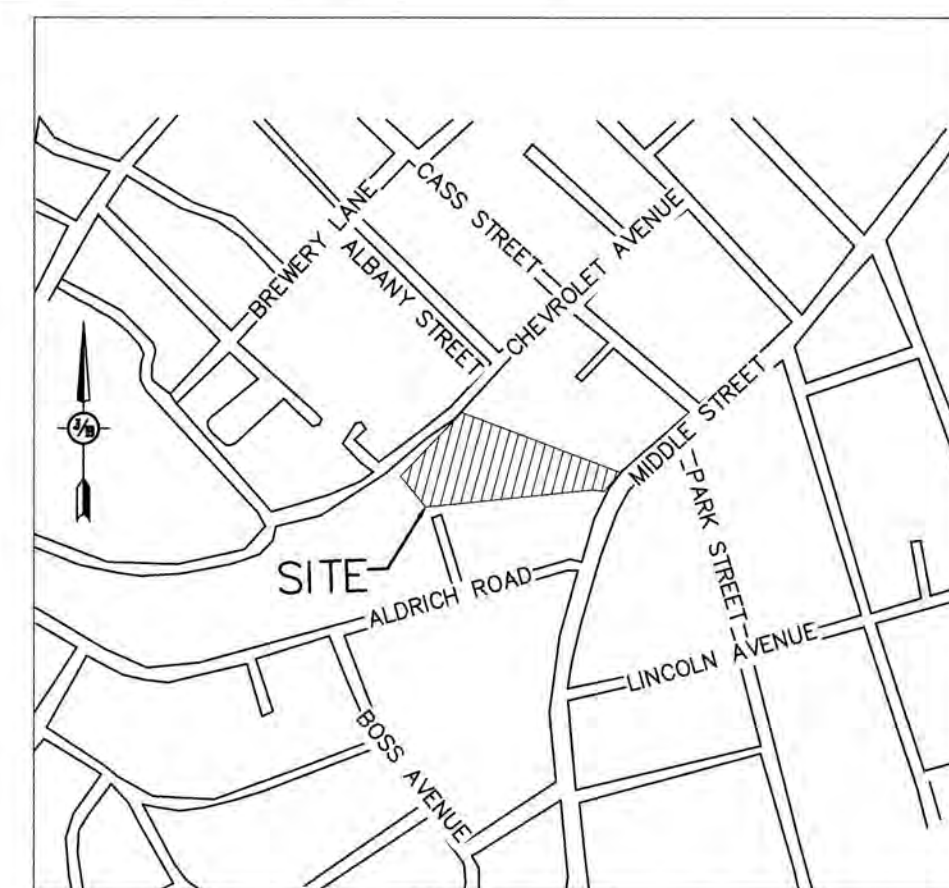 CASS STREET
BREWERY LANE
CHEVROLET AVENUE
ALBANY STREET
MIDDLE STREET
J/B
PARK STREET
SITE
ALDRICH ROAD
LINCOLN AVENUE
BOSS AVENUE